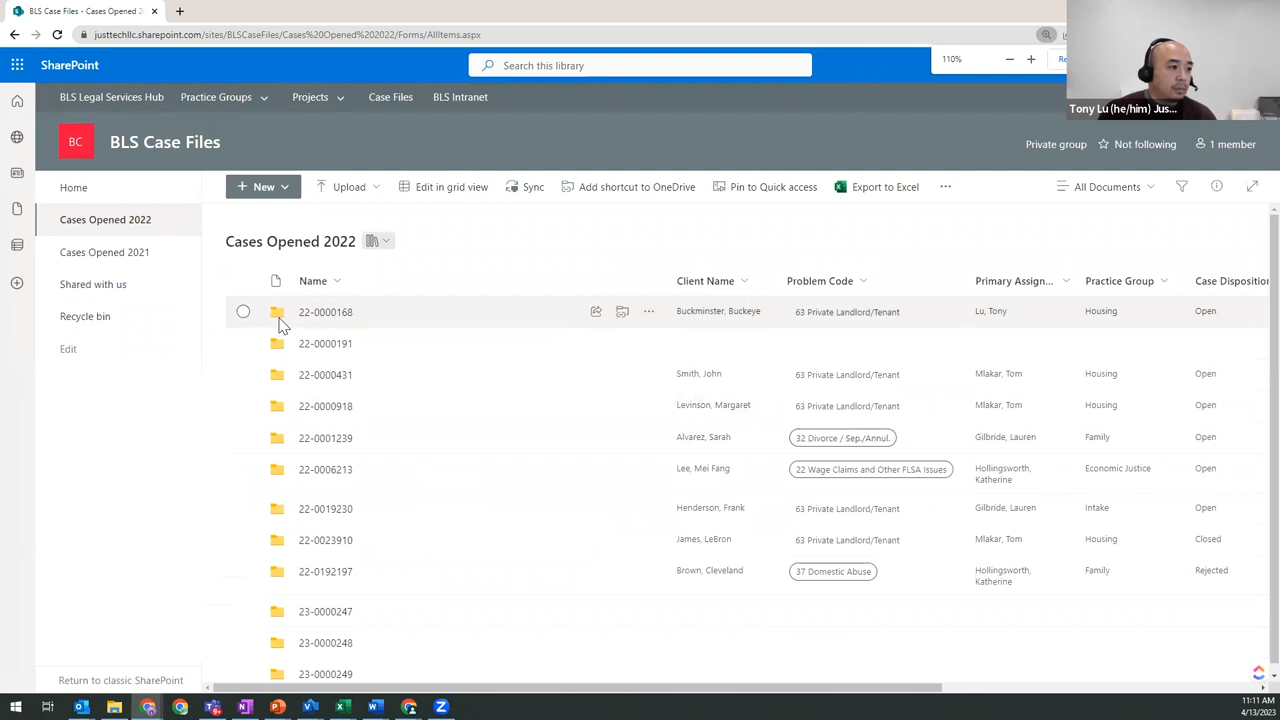 BLS Case Files - Cases Opened 202
justtechllc.sharepoint.com/sites/BLSCaseFiles/Cases%20Opened%202022/Forms/AllItems.aspx
SharePoint
Search this library
110%
Tony Lu (he/him) Jus...
BLS Legal Services Hub
Practice Groups
Projects
Case Files
BLS Intranet
BC
BLS Case Files
Private group
Not following
1 member
Home
Cases Opened 2022
Cases Opened 2021
Shared with us
Recycle bin
Edit
Return to classic SharePoint
New
Upload
Edit in grid view
Sync
Add shortcut to OneDrive
Pin to Quick access
Export to Excel
All Documents
Cases Opened 2022
Name Client Name Problem Code Primary Assign... Practice Group Case Disposition
22-0000168 Buckminster, Buckeye 63 Private Landlord/Tenant Lu, Tony Housing Open
22-0000191
22-0000431 Smith, John 63 Private Landlord/Tenant Mlakar, Tom Housing Open
22-0000918 Levinson, Margaret 63 Private Landlord/Tenant Mlakar, Tom Housing Open
22-0001239 Alvarez, Sarah 32 Divorce / Sep./Annul. Gilbride, Lauren Family Open
22-0006213 Lee, Mei Fang 22 Wage Claims and Other FLSA Issues Hollingsworth, Katherine Economic Justice Open
22-0019230 Henderson, Frank 63 Private Landlord/Tenant Gilbride, Lauren Intake Open
22-0023910 James, LeBron 63 Private Landlord/Tenant Mlakar, Tom Housing Closed
22-0192197 Brown, Cleveland 37 Domestic Abuse Hollingsworth, Katherine Family Rejected
23-0000247
23-0000248
23-0000249
11:11 AM
4/13/2023